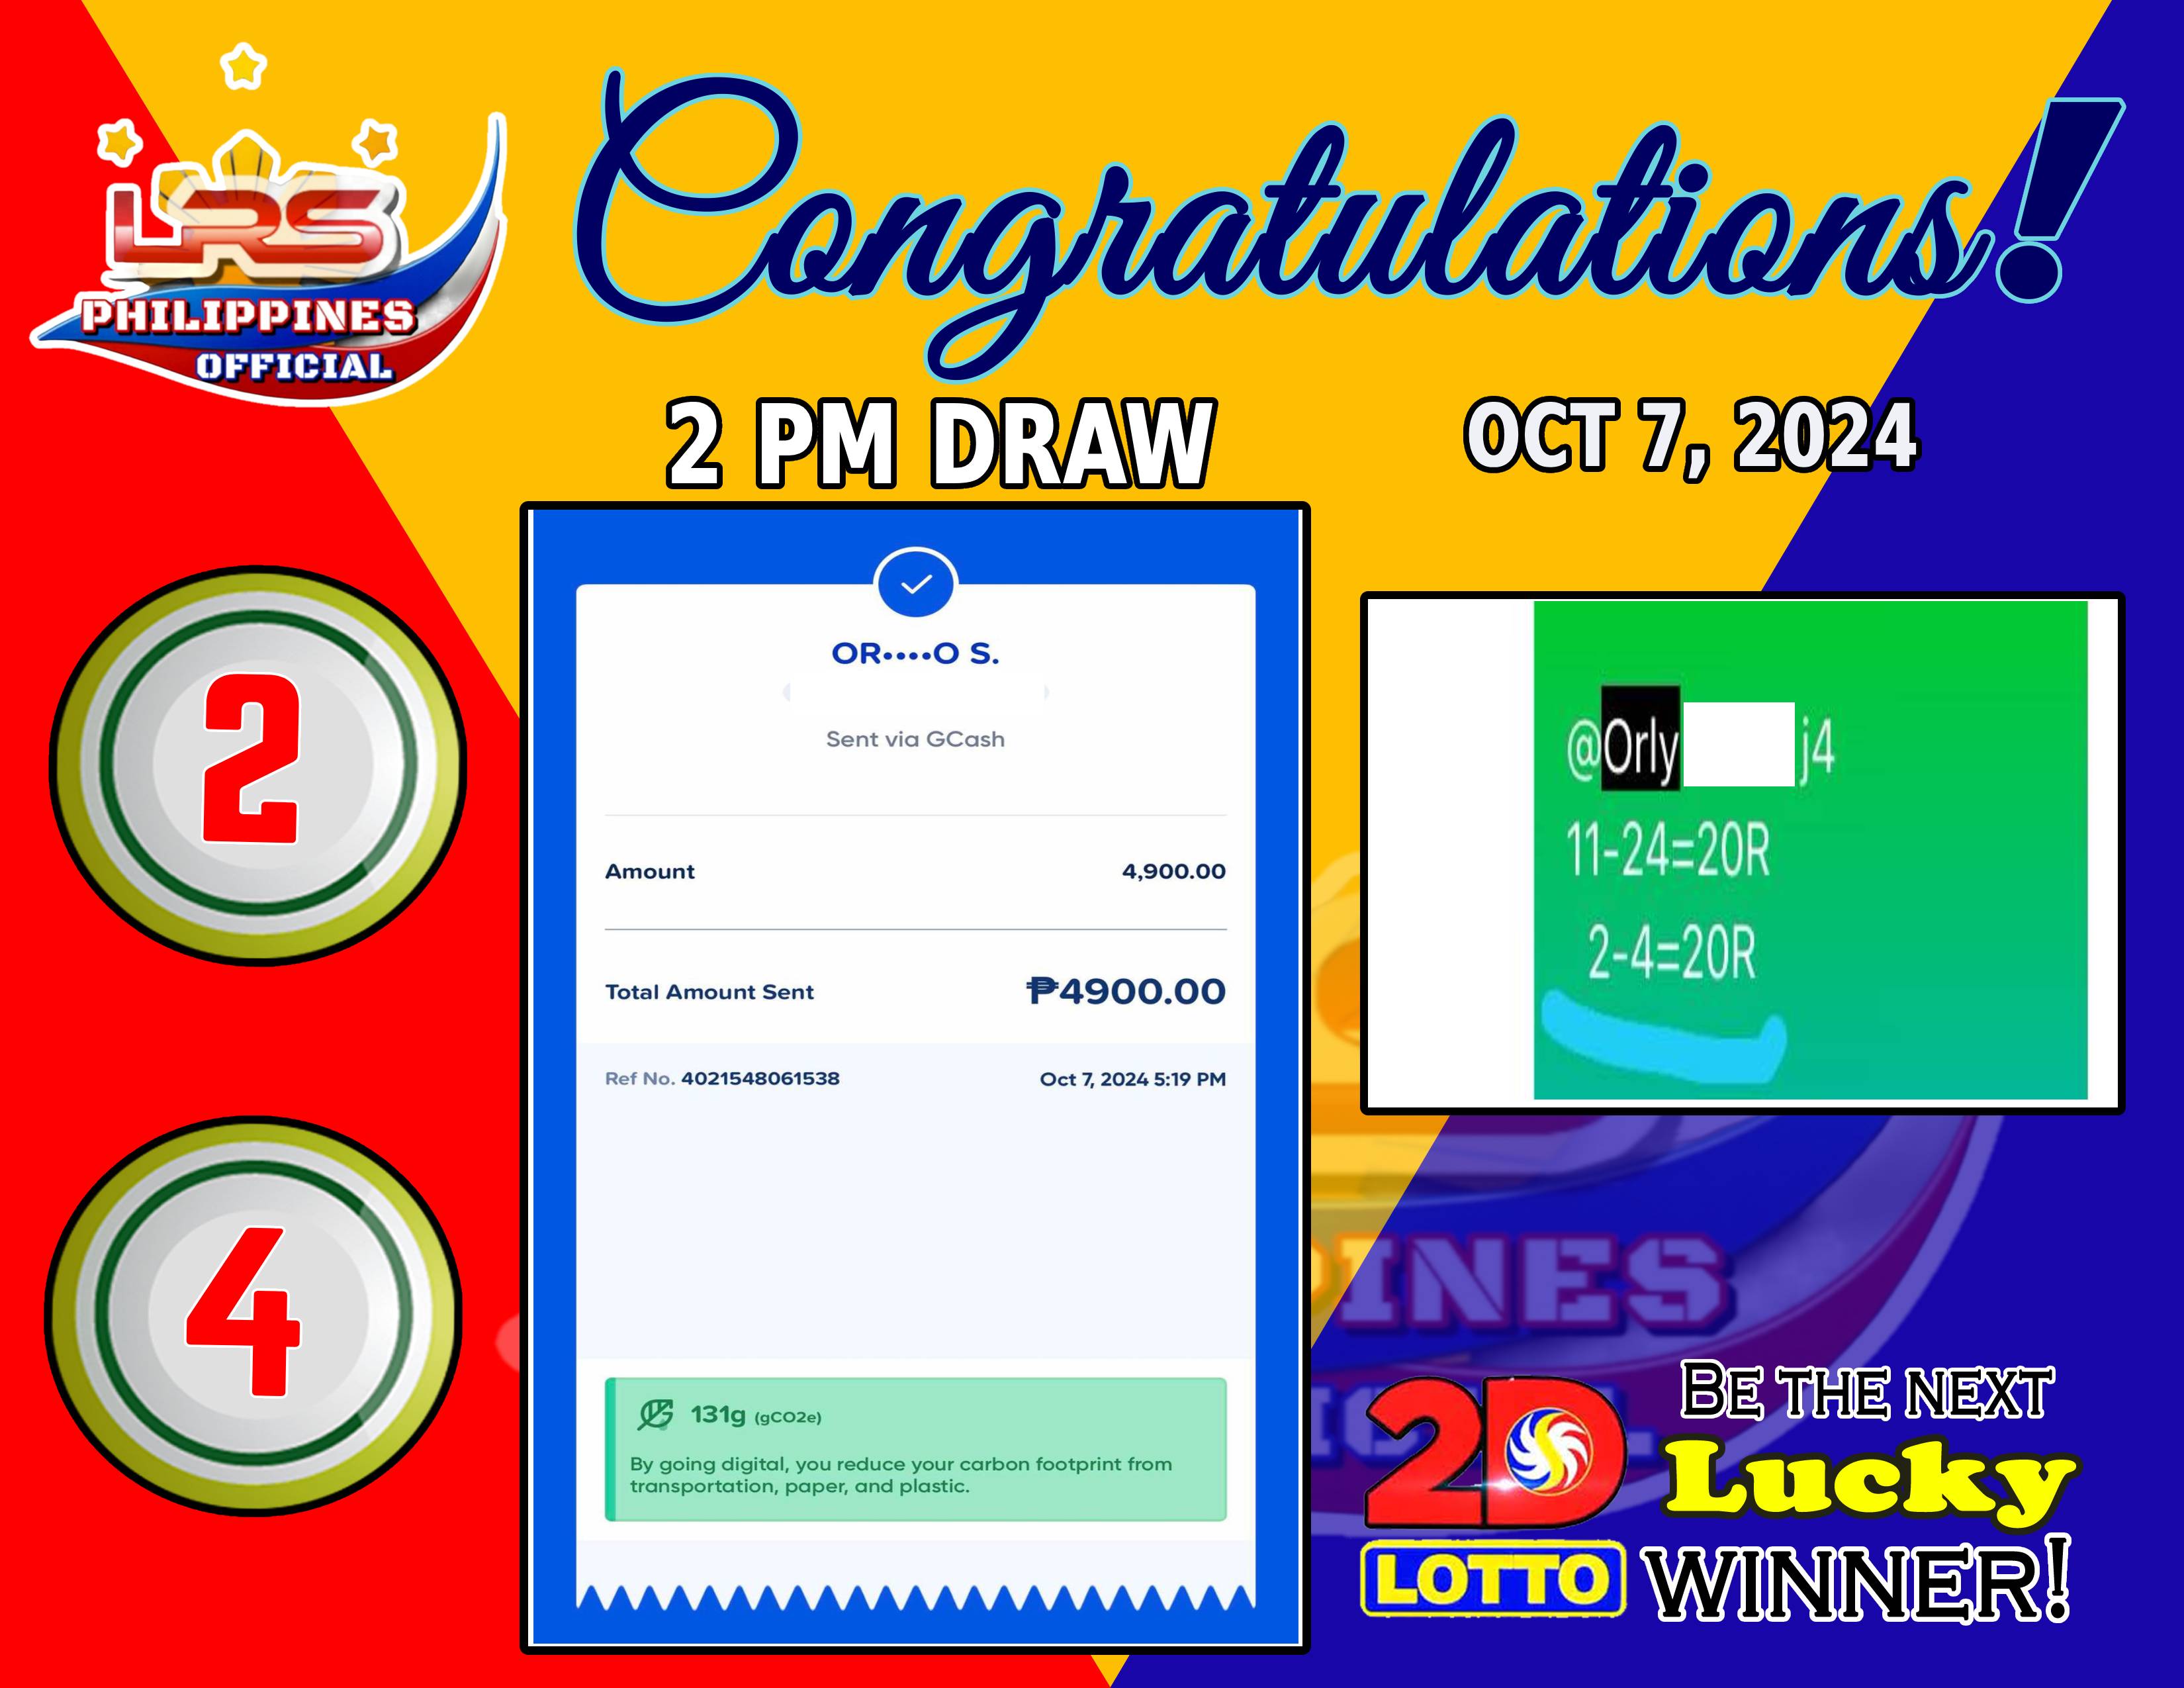 LRS
PHILIPPINES
OFFICIAL
Congratulations!
2 PM DRAW
OCT 7, 2024
2
4
OR••••O S.
Sent via GCash
Amount 4,900.00
Total Amount Sent ₱4900.00
Ref No. 4021548061538 Oct 7, 2024 5:19 PM
131g (gCO2e)
By going digital, you reduce your carbon footprint from
transportation, paper, and plastic.
@Orly j4
11-24=20R
2-4=20R
PINES
2D
LOTTO
BE THE NEXT
Lucky
WINNER!